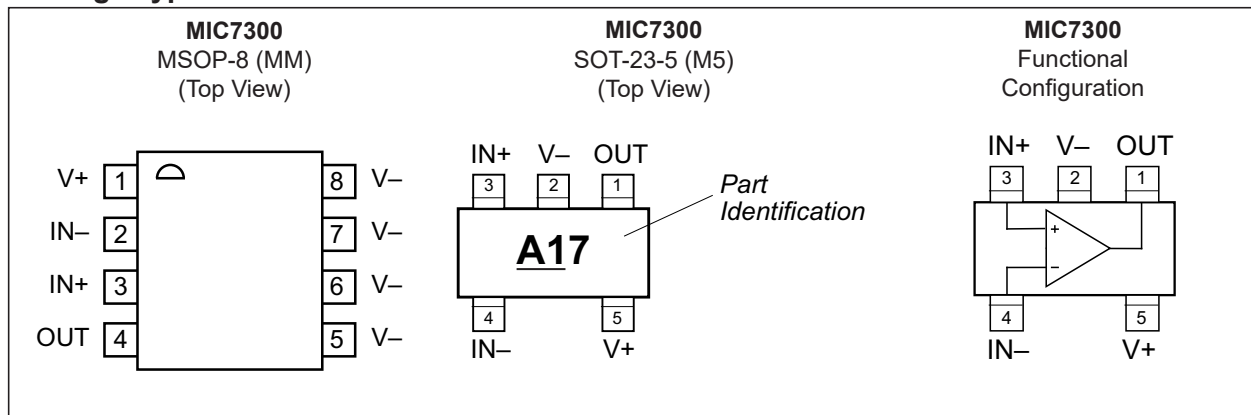 MIC7300
MSOP-8 (MM)
(Top View)
V+ 1
IN– 2
IN+ 3
OUT 4
8 V–
7 V–
6 V–
5 V–
MIC7300
SOT-23-5 (M5)
(Top View)
IN+ V– OUT
3 2 1
Part
Identification
A17
4 5
IN– V+
MIC7300
Functional
Configuration
IN+ V– OUT
3 2 1
+
–
4 5
IN– V+